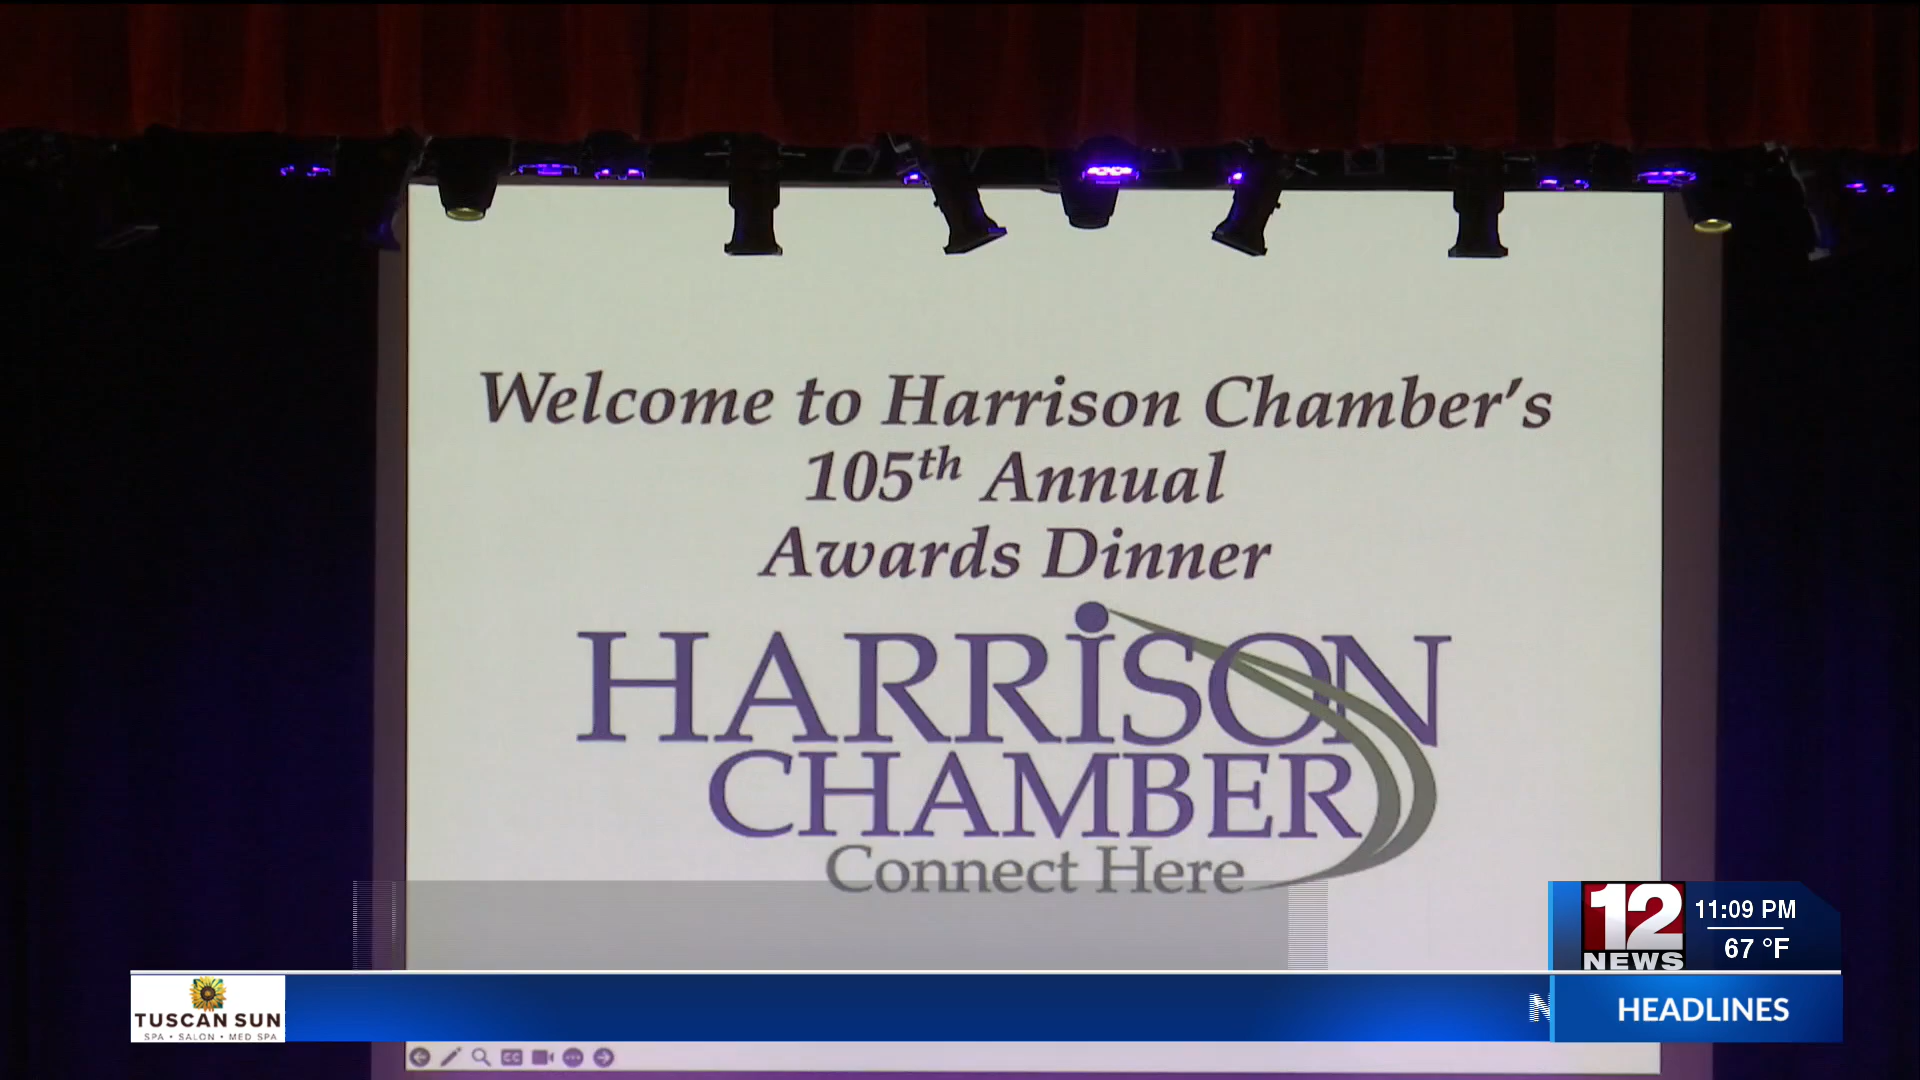 Welcome to Harrison Chamber's
105th Annual
Awards Dinner
HARRiSON
CHAMBER
Connect Here
12
NEWS
11:09 PM
67 °F
TUSCAN SUN
SPA • SALON • MED SPA
HEADLINES
CC